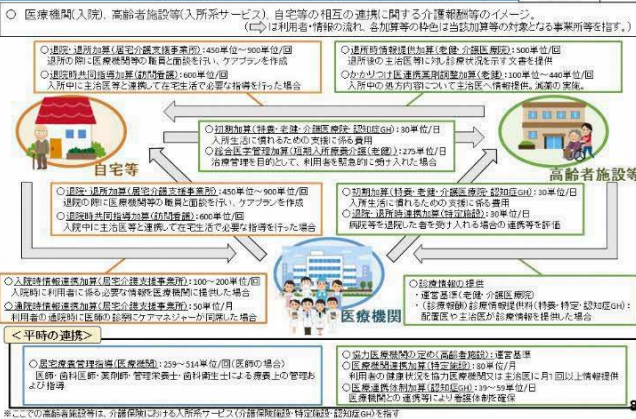 ○ 医療機関(入院)、高齢者施設等(入所系サービス)、自宅等の相互の連携に関する介護報酬等のイメージ。
(⇨は利用者・情報の流れ、各加算等の枠色は当該加算等の対象となる事業所等を指す。)
○退院・退所加算(居宅介護支援事業所):450単位～900単位/回
退所の際に医療機関等の職員と面談を行い、ケアプランを作成
○退院時共同指導加算(訪問看護):600単位/回
入所中に主治医等と連携して在宅生活で必要な指導を行った場合
○退所時情報提供加算(老健・介護医療院):500単位/回
退所後の主治医等に対し診療状況を示す文書を提供
○かかりつけ医連携薬剤調整加算(老健):100単位～440単位/回
入所中の処方内容について主治医へ情報提供。減薬の実施。
○初期加算(特養・老健・介護医療院・認知症GH):30単位/日
入所生活に慣れるための支援に係る費用
○総合医学管理加算(短期入所療養介護(老健)):275単位/日
治療管理を目的として、利用者を緊急的に受け入れた場合
自宅等
高齢者施設等
○退院・退所加算(居宅介護支援事業所):450単位～900単位/回
退院の際に医療機関等の職員と面談を行い、ケアプランを作成
○退院時共同指導加算(訪問看護):600単位/回
入院中に主治医等と連携して在宅生活で必要な指導を行った場合
○初期加算(特養・老健・介護医療院・認知症GH):30単位/日
入所生活に慣れるための支援に係る費用
○退院・退所時連携加算(特定施設):30単位/日
病院等を退院した者を受け入れる場合の連携等を評価
○入院時情報連携加算(居宅介護支援事業所):100～200単位/回
入院時に利用者に係る必要な情報を医療機関に提供した場合
○通院時情報連携加算(居宅介護支援事業所):50単位/月
利用者の通院時に医師の診察にケアマネジャーが同席した場合
医療機関
○診療情報の提供
・運営基準(老健・介護医療院)
・(診療報酬)診療情報提供料(特養・特定・認知症GH):
配置医や主治医が診療情報を提供した場合
＜平時の連携＞
○居宅療養管理指導(医療機関):259～514単位/回(医師の場合)
医師・歯科医師・薬剤師・管理栄養士・歯科衛生士による療養上の管理および指導
○協力医療機関の定め(高齢者施設):運営基準
○医療機関連携加算(特定施設):80単位/月
利用者の健康状況を協力医療機関又は主治医に月1回以上情報提供
○医療連携体制加算(認知症GH):39～59単位/日
医療機関との連携等により看護体制を確保
※ここでの高齢者施設等は、介護保険における入所系サービス(介護保険施設・特定施設・認知症GH)を指す
8